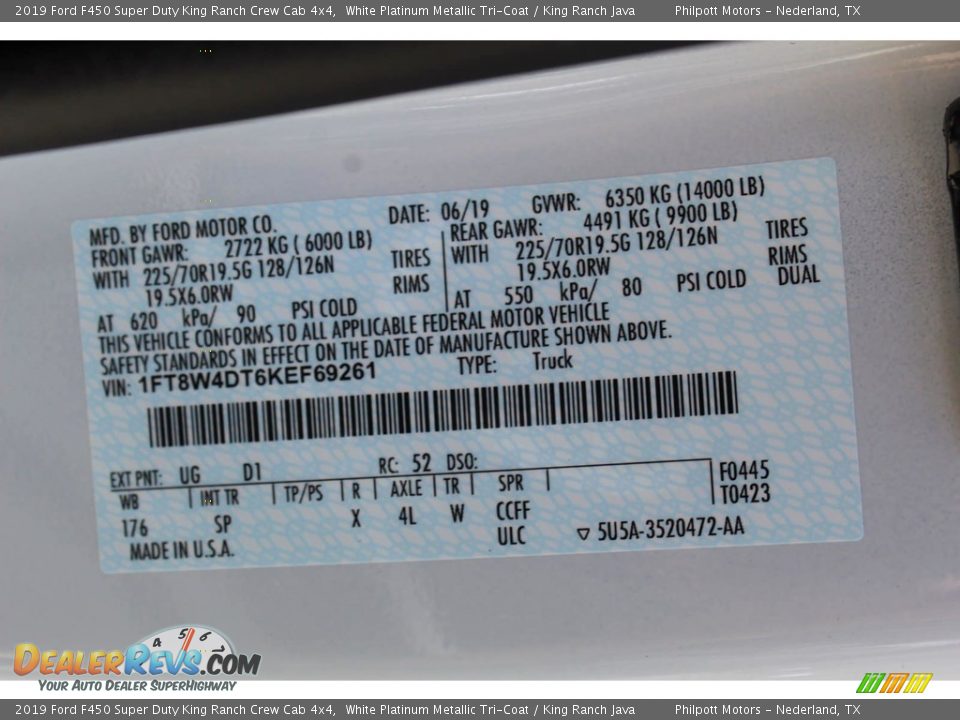 2019 Ford F450 Super Duty King Ranch Crew Cab 4x4, White Platinum Metallic Tri-Coat / King Ranch Java Philpott Motors - Nederland, TX
MFD. BY FORD MOTOR CO. DATE: 06/19 GVWR: 6350 KG (14000 LB)
FRONT GAWR: 2722 KG ( 6000 LB) REAR GAWR: 4491 KG ( 9900 LB)
WITH 225/70R19.5G 128/126N TIRES WITH 225/70R19.5G 128/126N TIRES
19.5X6.0RW RIMS 19.5X6.0RW RIMS
AT 620 kPa/ 90 PSI COLD AT 550 kPa/ 80 PSI COLD DUAL
THIS VEHICLE CONFORMS TO ALL APPLICABLE FEDERAL MOTOR VEHICLE
SAFETY STANDARDS IN EFFECT ON THE DATE OF MANUFACTURE SHOWN ABOVE.
VIN: 1FT8W4DT6KEF69261 TYPE: Truck
EXT PNT: UG D1 RC: 52 DSO: F0445
WB INT TR TP/PS R AXLE TR SPR T0423
176 SP X 4L W CCFF
ULC ▽ 5U5A-3520472-AA
MADE IN U.S.A.
4 5 6
DealerRevs.com
Your Auto Dealer SuperHighway
2019 Ford F450 Super Duty King Ranch Crew Cab 4x4, White Platinum Metallic Tri-Coat / King Ranch Java Philpott Motors - Nederland, TX